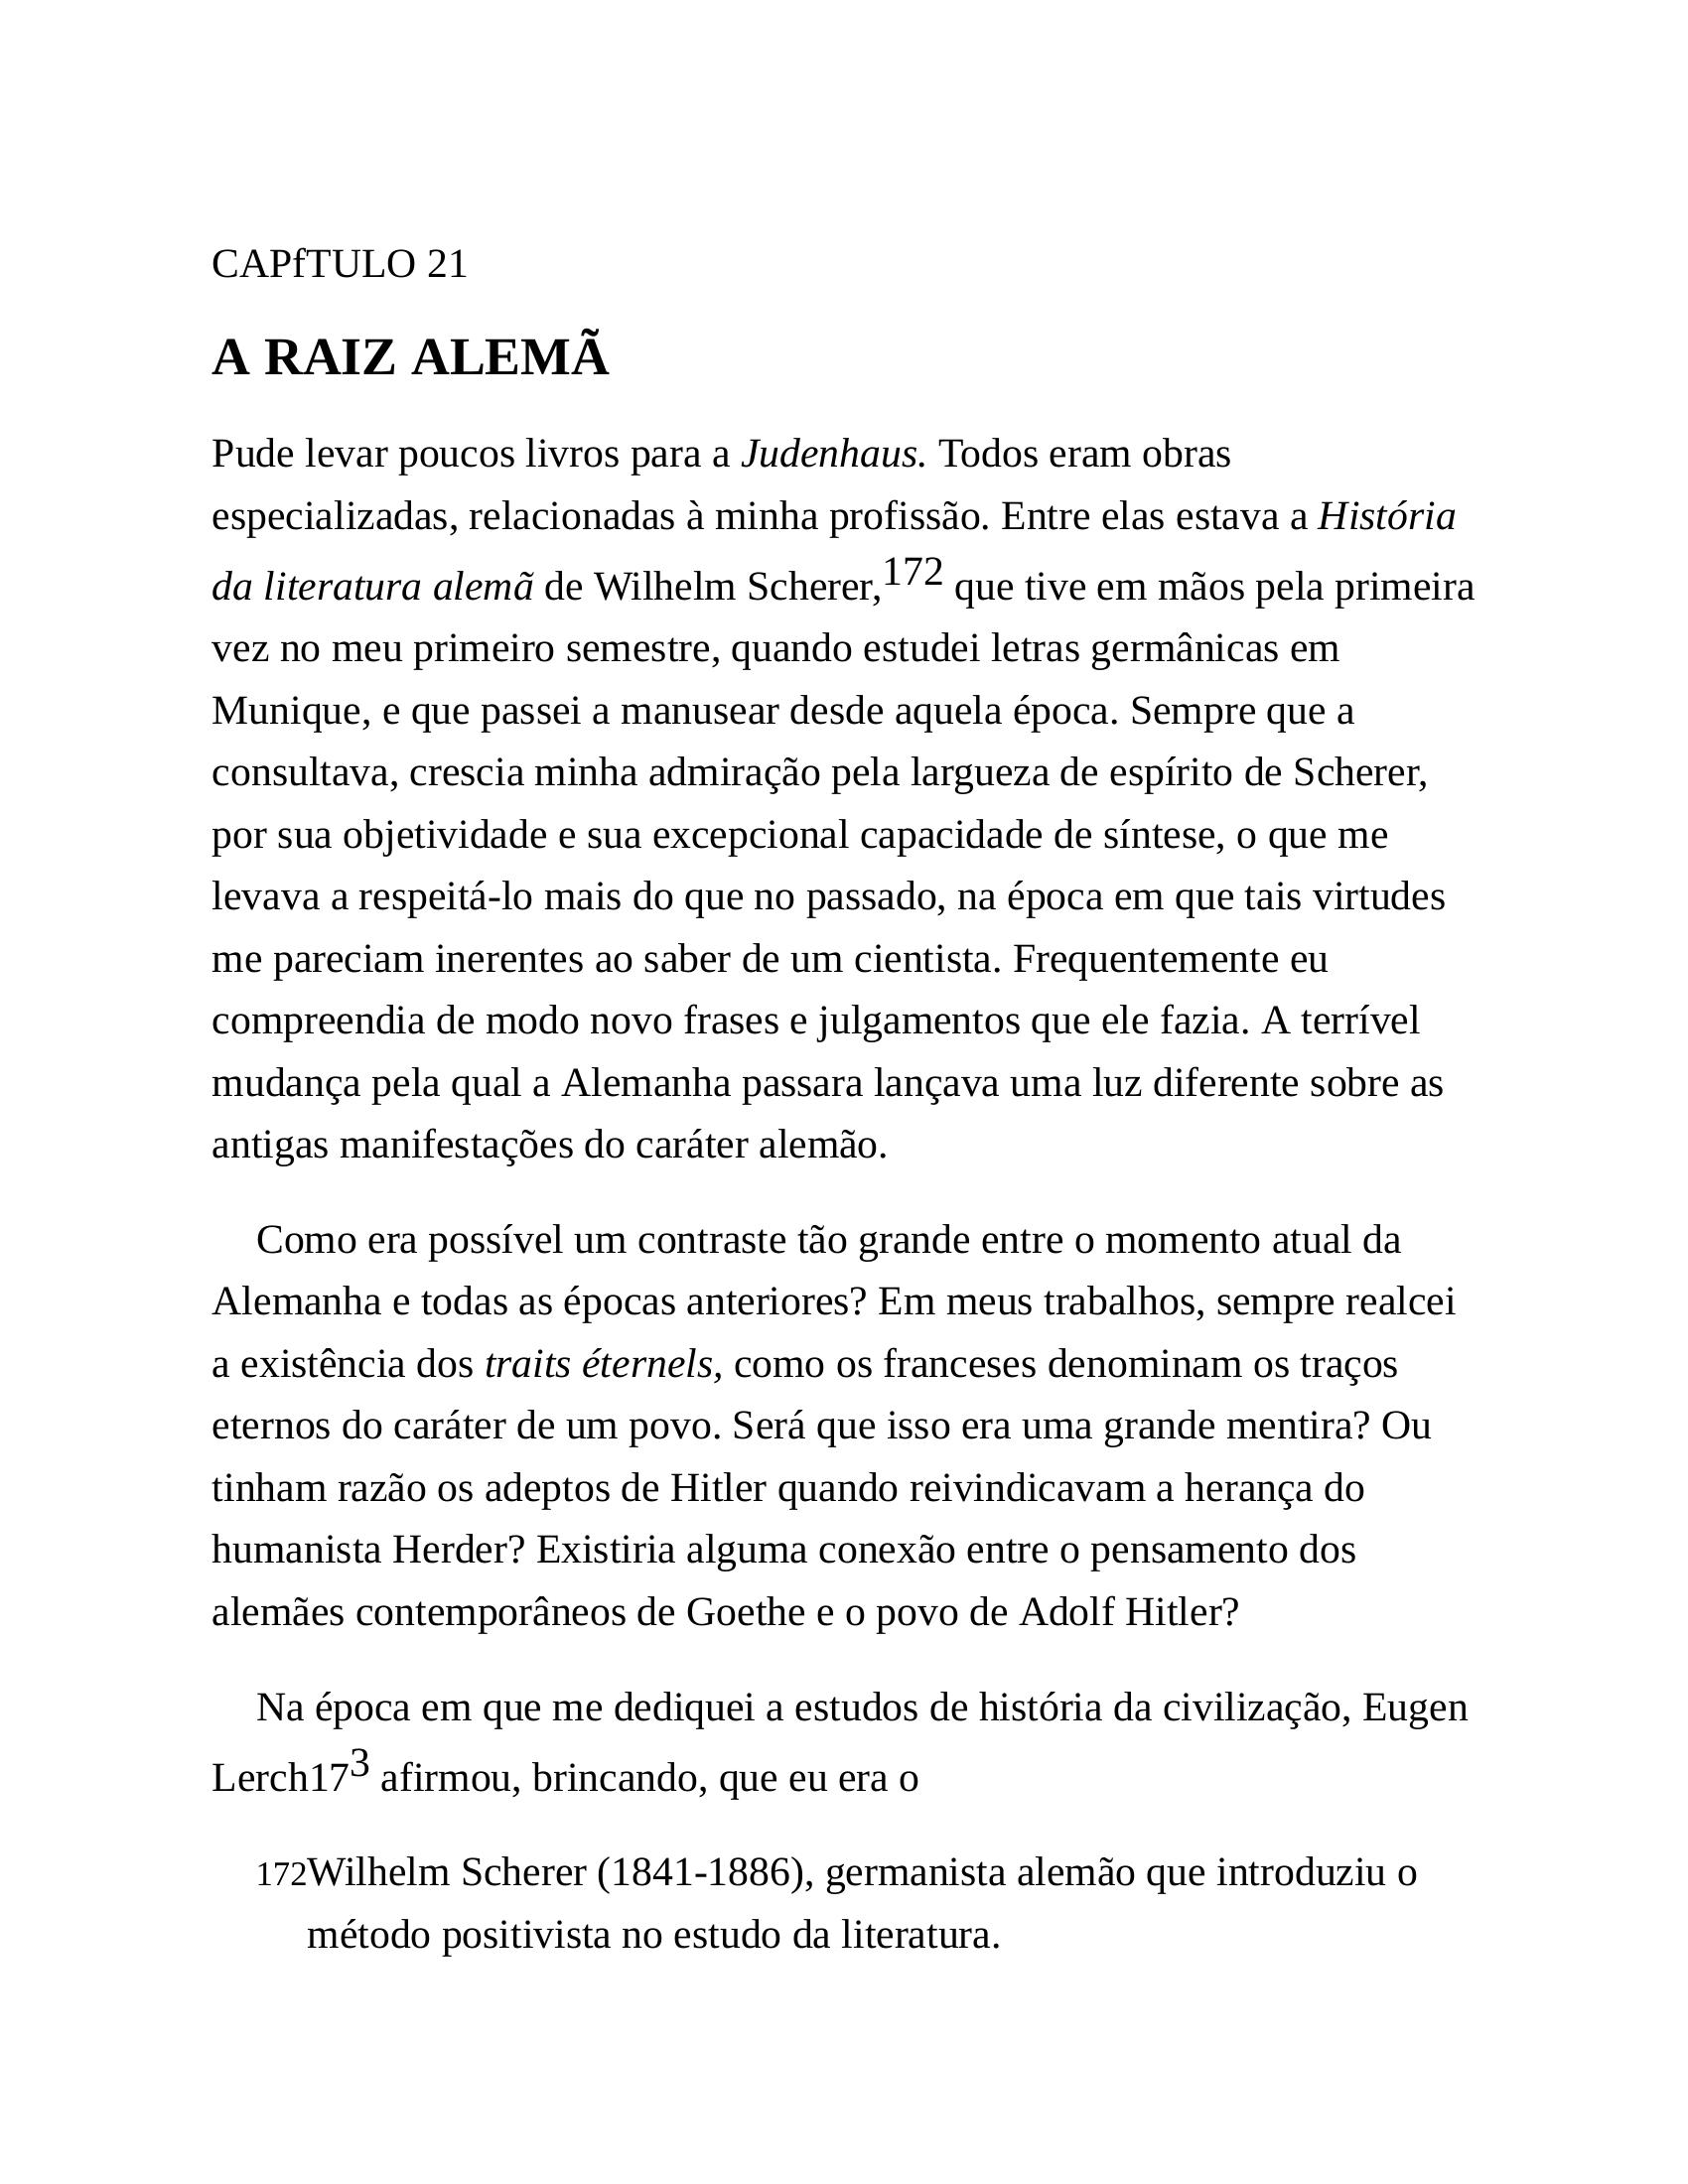 CAPfTULO 21
A RAIZ ALEMÃ
Pude levar poucos livros para a Judenhaus. Todos eram obras
especializadas, relacionadas à minha profissão. Entre elas estava a História
da literatura alemã de Wilhelm Scherer,172 que tive em mãos pela primeira
vez no meu primeiro semestre, quando estudei letras germânicas em
Munique, e que passei a manusear desde aquela época. Sempre que a
consultava, crescia minha admiração pela largueza de espírito de Scherer,
por sua objetividade e sua excepcional capacidade de síntese, o que me
levava a respeitá-lo mais do que no passado, na época em que tais virtudes
me pareciam inerentes ao saber de um cientista. Frequentemente eu
compreendia de modo novo frases e julgamentos que ele fazia. A terrível
mudança pela qual a Alemanha passara lançava uma luz diferente sobre as
antigas manifestações do caráter alemão.
Como era possível um contraste tão grande entre o momento atual da
Alemanha e todas as épocas anteriores? Em meus trabalhos, sempre realcei
a existência dos traits éternels, como os franceses denominam os traços
eternos do caráter de um povo. Será que isso era uma grande mentira? Ou
tinham razão os adeptos de Hitler quando reivindicavam a herança do
humanista Herder? Existiria alguma conexão entre o pensamento dos
alemães contemporâneos de Goethe e o povo de Adolf Hitler?
Na época em que me dediquei a estudos de história da civilização, Eugen
Lerch173 afirmou, brincando, que eu era o
172Wilhelm Scherer (1841-1886), germanista alemão que introduziu o
método positivista no estudo da literatura.